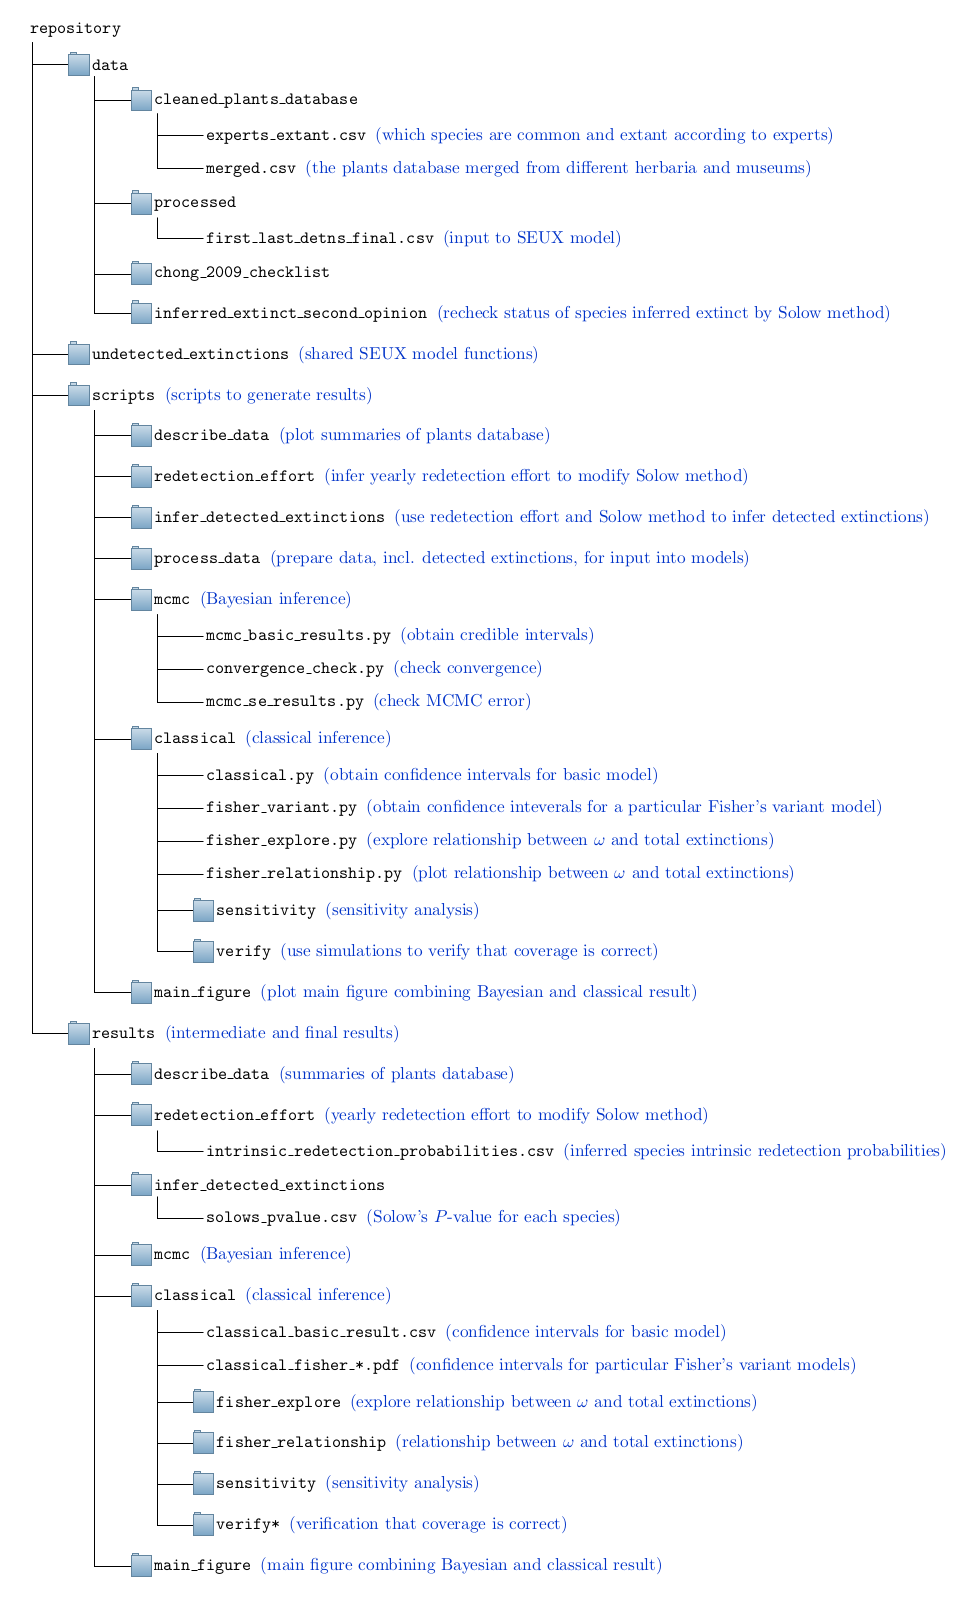 repository
data
cleaned_plants_database
experts_extant.csv (which species are common and extant according to experts)
merged.csv (the plants database merged from different herbaria and museums)
processed
first_last_detns_final.csv (input to SEUX model)
chong_2009_checklist
inferred_extinct_second_opinion (recheck status of species inferred extinct by Solow method)
undetected_extinctions (shared SEUX model functions)
scripts (scripts to generate results)
describe_data (plot summaries of plants database)
redetection_effort (infer yearly redetection effort to modify Solow method)
infer_detected_extinctions (use redetection effort and Solow method to infer detected extinctions)
process_data (prepare data, incl. detected extinctions, for input into models)
mcmc (Bayesian inference)
mcmc_basic_results.py (obtain credible intervals)
convergence_check.py (check convergence)
mcmc_se_results.py (check MCMC error)
classical (classical inference)
classical.py (obtain confidence intervals for basic model)
fisher_variant.py (obtain confidence inteverals for a particular Fisher's variant model)
fisher_explore.py (explore relationship between ω and total extinctions)
fisher_relationship.py (plot relationship between ω and total extinctions)
sensitivity (sensitivity analysis)
verify (use simulations to verify that coverage is correct)
main_figure (plot main figure combining Bayesian and classical result)
results (intermediate and final results)
describe_data (summaries of plants database)
redetection_effort (yearly redetection effort to modify Solow method)
intrinsic_redetection_probabilities.csv (inferred species intrinsic redetection probabilities)
infer_detected_extinctions
solows_pvalue.csv (Solow's P-value for each species)
mcmc (Bayesian inference)
classical (classical inference)
classical_basic_result.csv (confidence intervals for basic model)
classical_fisher_*.pdf (confidence intervals for particular Fisher's variant models)
fisher_explore (explore relationship between ω and total extinctions)
fisher_relationship (relationship between ω and total extinctions)
sensitivity (sensitivity analysis)
verify* (verification that coverage is correct)
main_figure (main figure combining Bayesian and classical result)